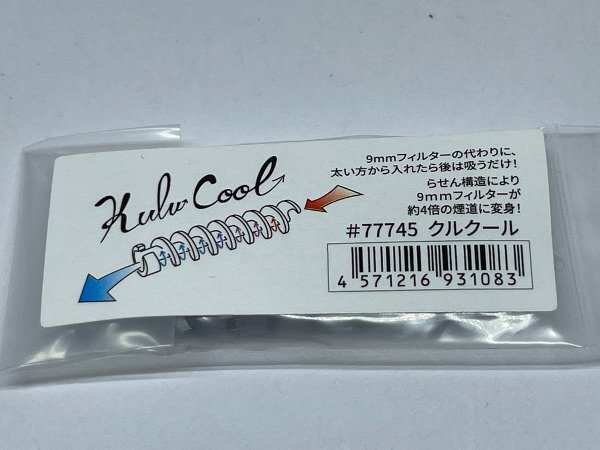 Kulu Cool
9mmフィルターの代わりに、
太い方から入れたら後は吸うだけ!
らせん構造により
9mmフィルターが
約4倍の煙道に変身!
#77745 クルクール
4 571216 931083